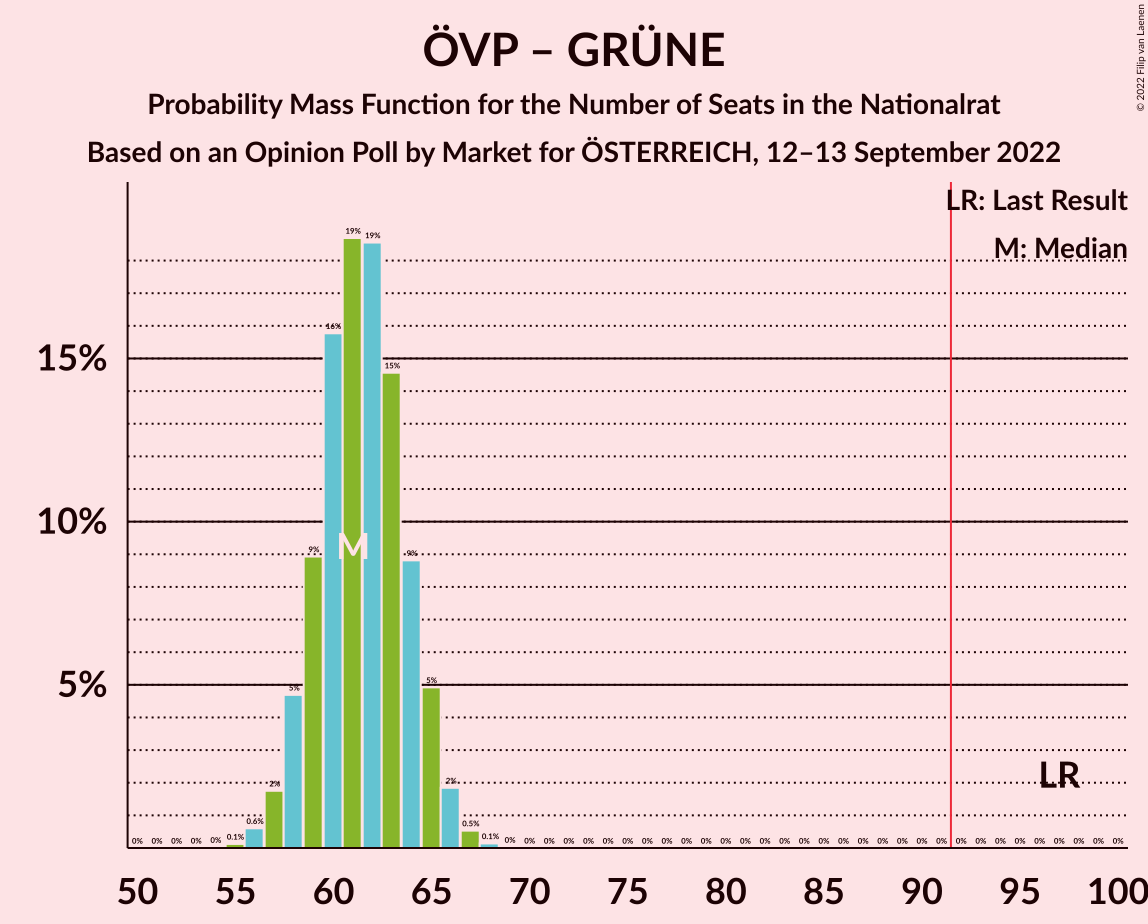 ÖVP – GRÜNE
Probability Mass Function for the Number of Seats in the Nationalrat
Based on an Opinion Poll by Market for ÖSTERREICH, 12–13 September 2022
© 2022 Filip van Laenen
LR: Last Result
M: Median
15%
10%
5%
0% 0% 0% 0% 0% 0.1% 0.6% 2% 5% 9% 16% 19% 19% 15% 9% 5% 2% 0.5% 0.1% 0% 0% 0% 0% 0% 0% 0% 0% 0% 0% 0% 0% 0% 0% 0% 0% 0% 0% 0% 0% 0% 0% 0% 0% 0% 0% 0% 0% 0% 0% 0% 0%
M
LR
50 55 60 65 70 75 80 85 90 95 100